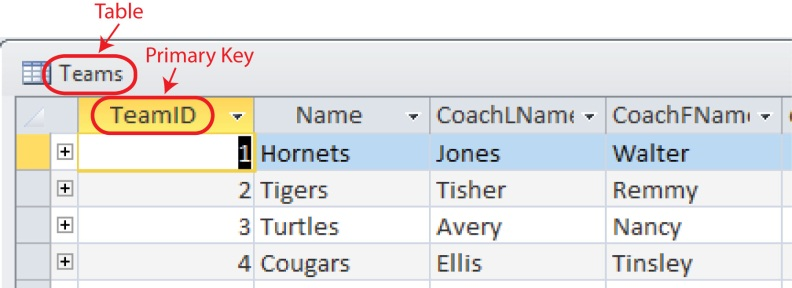 Table
Primary Key
Teams
TeamID Name CoachLName CoachFName
1 Hornets Jones Walter
2 Tigers Tisher Remmy
3 Turtles Avery Nancy
4 Cougars Ellis Tinsley